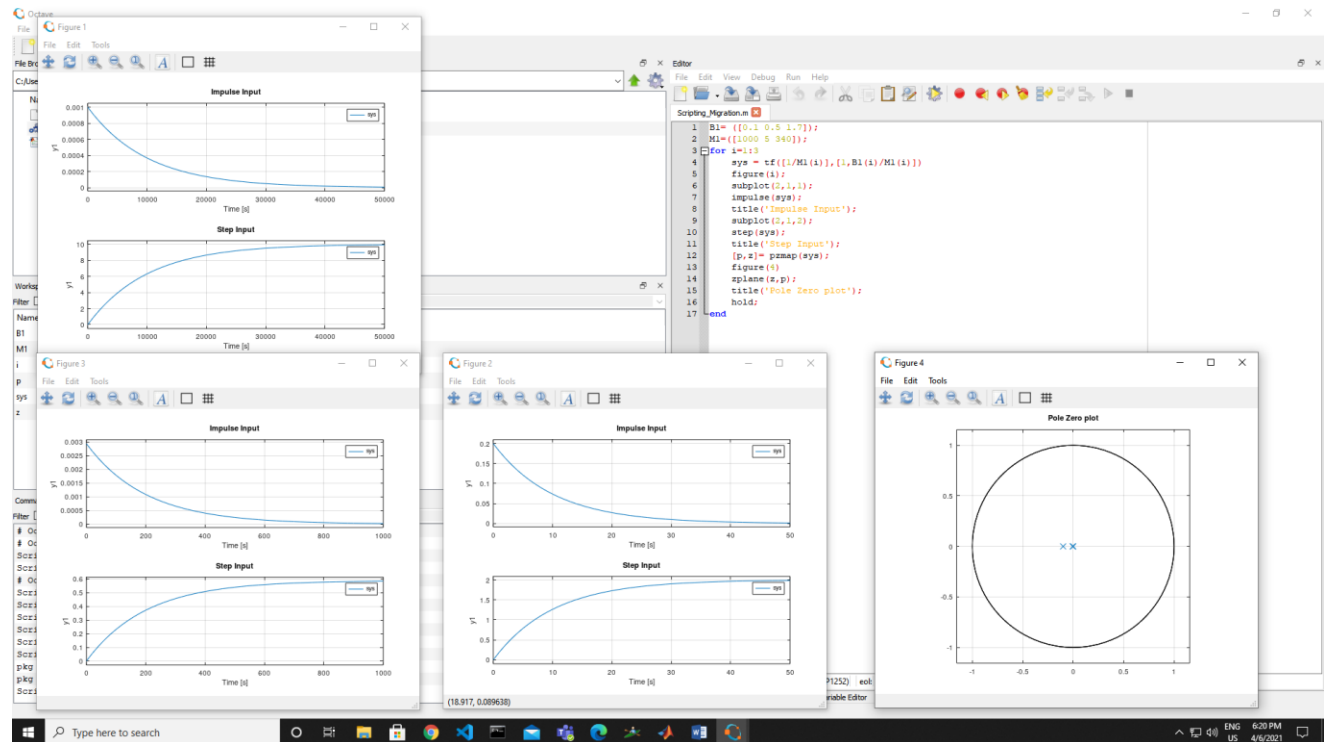 Octave
File
Figure 1
File Edit Tools
Impulse Input
sys
0.001
0.0008
0.0006
0.0004
0.0002
0
y1
0 10000 20000 30000 40000 50000
Time [s]
Step Input
sys
10
8
6
4
2
0
y1
0 10000 20000 30000 40000 50000
Time [s]
File Bro
C:/Use
Na
Works
Filter
Name
B1
M1
i
p
sys
z
Comma
Filter
# Oc
# Oc
Scri
Scri
# Oc
Scri
Scri
Scri
Scri
Scri
Scri
pkg
pkg
Scri
Editor
File Edit View Debug Run Help
Scripting_Migration.m
1 B1= ([0.1 0.5 1.7]);
2 M1=([1000 5 340]);
3 for i=1:3
4 sys = tf([1/M1(i)],[1,B1(i)/M1(i)])
5 figure(i);
6 subplot(2,1,1);
7 impulse(sys);
8 title('Impulse Input');
9 subplot(2,1,2);
10 step(sys);
11 title('Step Input');
12 [p,z]= pzmap(sys);
13 figure(4)
14 zplane(z,p);
15 title('Pole Zero plot');
16 hold;
17 end
Figure 3
File Edit Tools
Impulse Input
sys
0.003
0.0025
0.002
0.0015
0.001
0.0005
0
y1
0 200 400 600 800 1000
Time [s]
Step Input
sys
0.6
0.5
0.4
0.3
0.2
0.1
0
y1
0 200 400 600 800 1000
Time [s]
Figure 2
File Edit Tools
Impulse Input
sys
0.2
0.15
0.1
0.05
0
y1
0 10 20 30 40 50
Time [s]
Step Input
sys
2
1.5
1
0.5
0
y1
0 10 20 30 40 50
Time [s]
(18.917, 0.089638)
Figure 4
File Edit Tools
Pole Zero plot
1
0.5
0
-0.5
-1
-1 -0.5 0 0.5 1
P1252) eol:
riable Editor
Type here to search
ENG
US
6:20 PM
4/6/2021